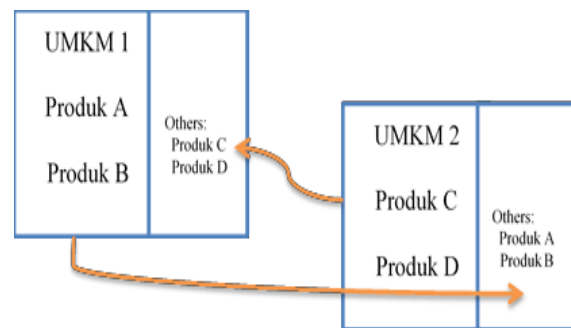 UMKM 1
Produk A
Produk B
Others:
Produk C
Produk D
UMKM 2
Produk C
Produk D
Others:
Produk A
Produk B